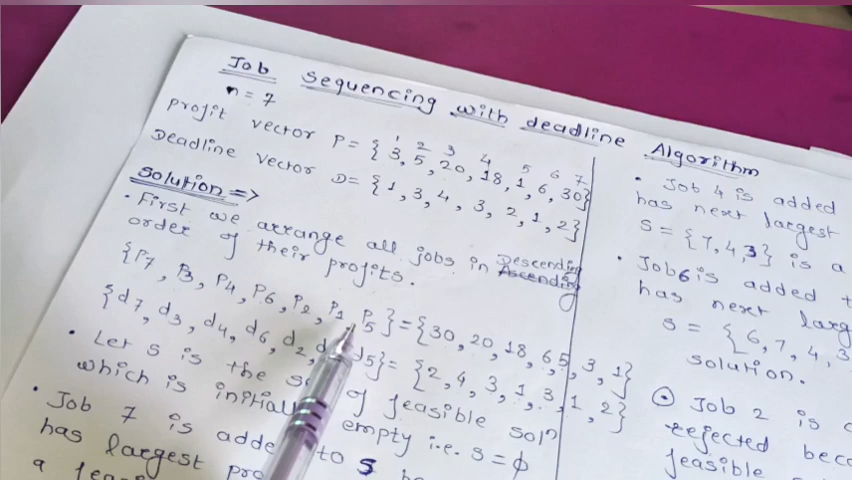 Job Sequencing with deadline Algorithm
n = 7
1 2 3 4 5 6 7
Profit vector P = {3, 5, 20, 18, 1, 6, 30}
Deadline vector D = {1, 3, 4, 3, 2, 1, 2}
Solution =>
• First we arrange all jobs in Descending
Ascending
order of their profits.
{P7, P3, P4, P6, P2, P1, P5} = {30, 20, 18, 6, 5, 3, 1}
{d7, d3, d4, d6, d2, d d5} = {2, 4, 3, 1, 3, 1, 2}
• Let S is the of feasible solⁿ
which is empty i.e. S = ϕ
• Job 7 is added to S
has largest
a
• Job 4 is added
has next largest
S = {7, 4, 3} is a
• Job 6 is added
has next
S = {6, 7, 4, 3
solution.
Job 2 is
rejected
feasible